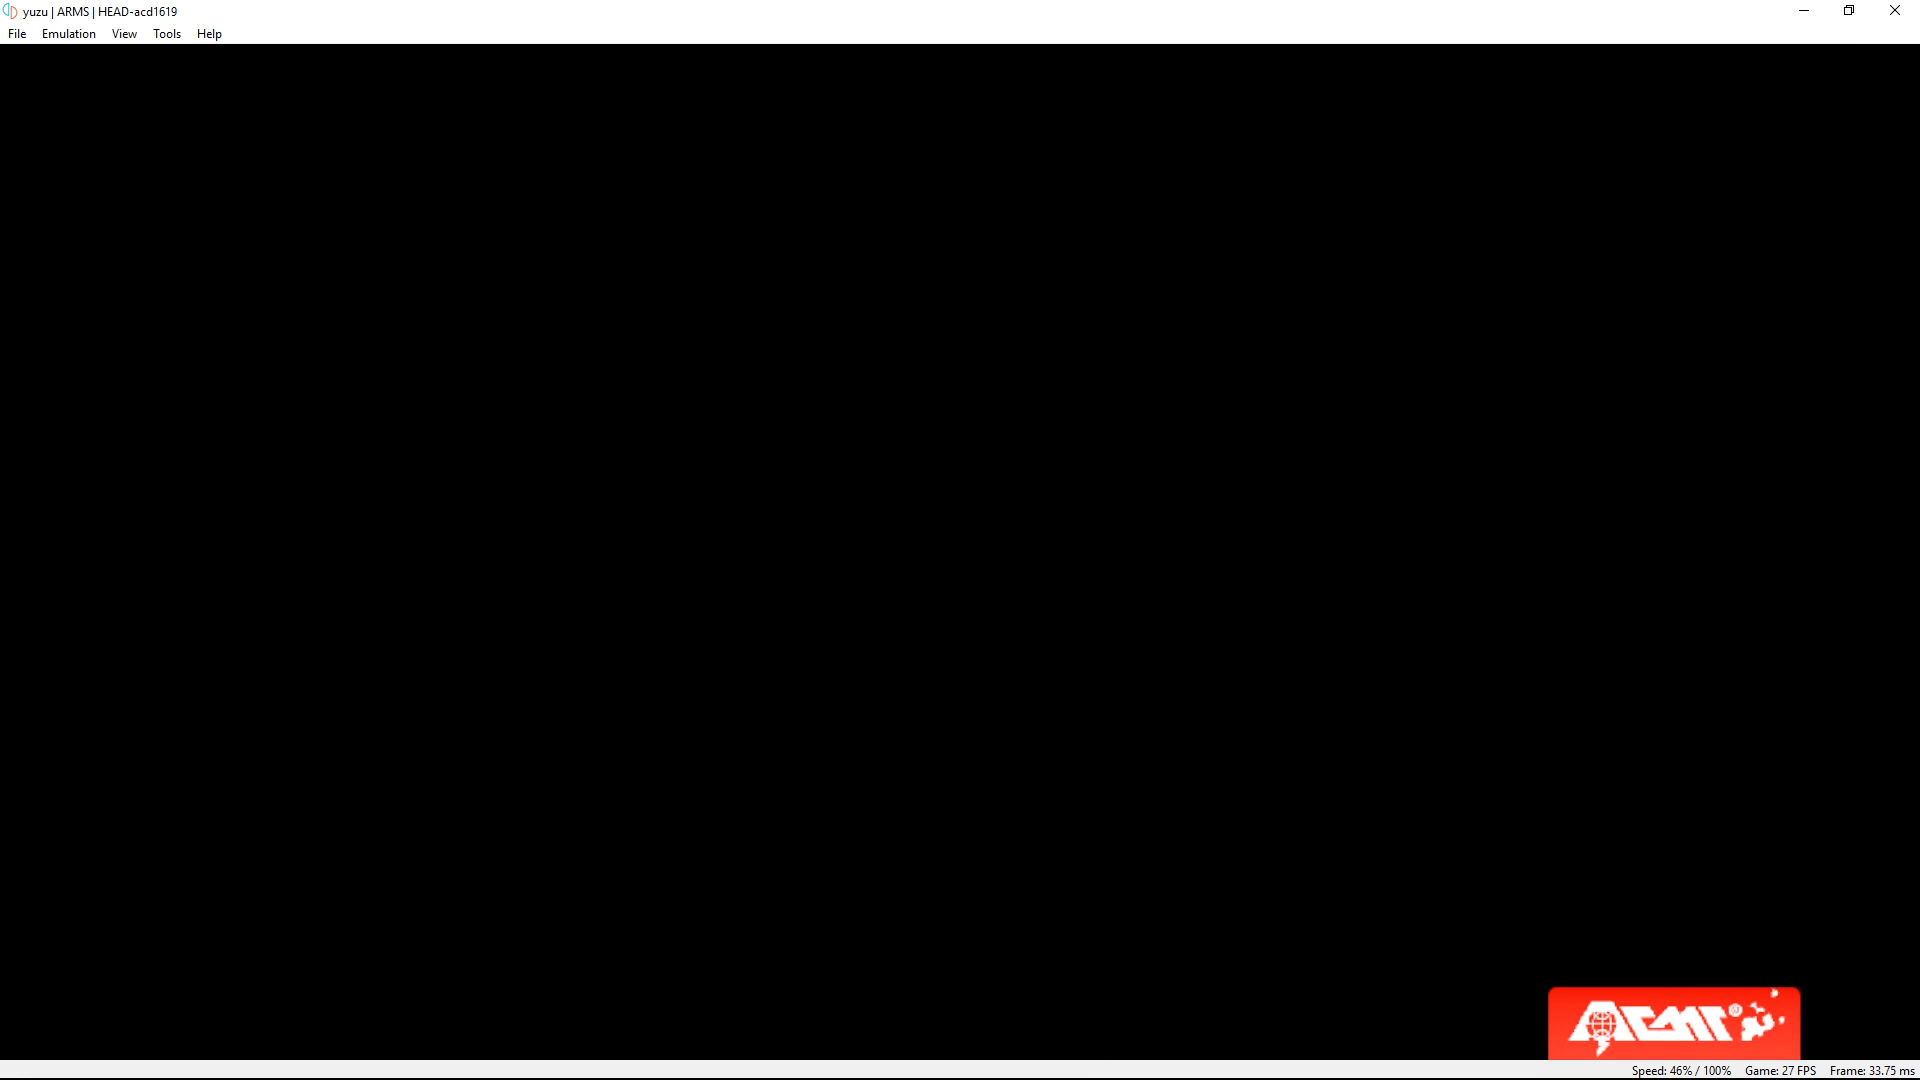 yuzu | ARMS | HEAD-acd1619
File Emulation View Tools Help
Speed: 46% / 100% Game: 27 FPS Frame: 33.75 ms